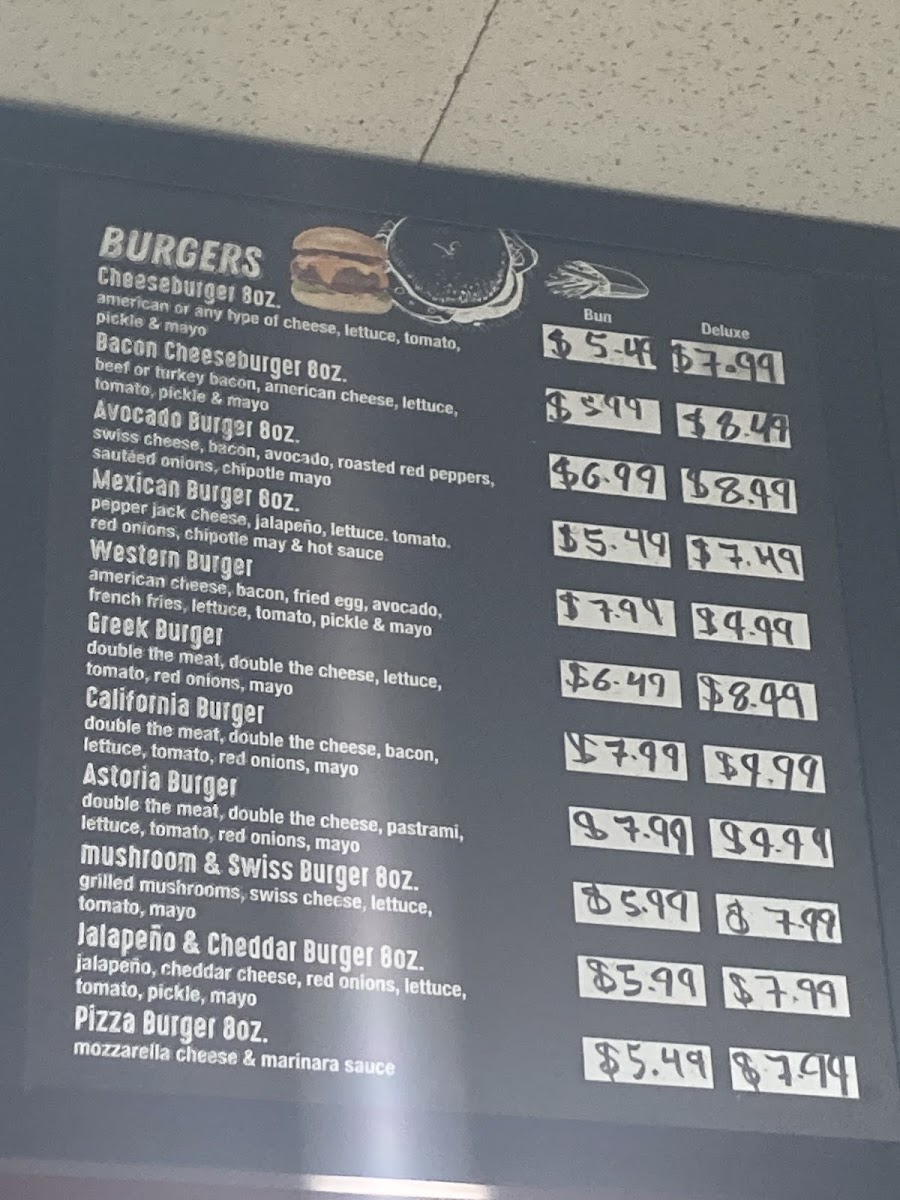 BURGERS
Bun Deluxe
Cheeseburger 8oz. $5.49 $7.99
american or any type of cheese, lettuce, tomato,
pickle & mayo
Bacon Cheeseburger 8oz. $5.99 $8.49
beef or turkey bacon, american cheese, lettuce,
tomato, pickle & mayo
Avocado Burger 8oz. $6.99 $8.99
swiss cheese, bacon, avocado, roasted red peppers,
sautéed onions, chipotle mayo
Mexican Burger 8oz. $5.49 $7.49
pepper jack cheese, jalapeño, lettuce. tomato.
red onions, chipotle may & hot sauce
Western Burger $7.99 $9.99
american cheese, bacon, fried egg, avocado,
french fries, lettuce, tomato, pickle & mayo
Greek Burger $6.49 $8.99
double the meat, double the cheese, lettuce,
tomato, red onions, mayo
California Burger $7.99 $9.99
double the meat, double the cheese, bacon,
lettuce, tomato, red onions, mayo
Astoria Burger $7.99 $9.99
double the meat, double the cheese, pastrami,
lettuce, tomato, red onions, mayo
mushroom & Swiss Burger 8oz. $5.99 $7.99
grilled mushrooms, swiss cheese, lettuce,
tomato, mayo
Jalapeño & Cheddar Burger 8oz. $5.99 $7.99
jalapeño, cheddar cheese, red onions, lettuce,
tomato, pickle, mayo
Pizza Burger 8oz. $5.49 $7.99
mozzarella cheese & marinara sauce